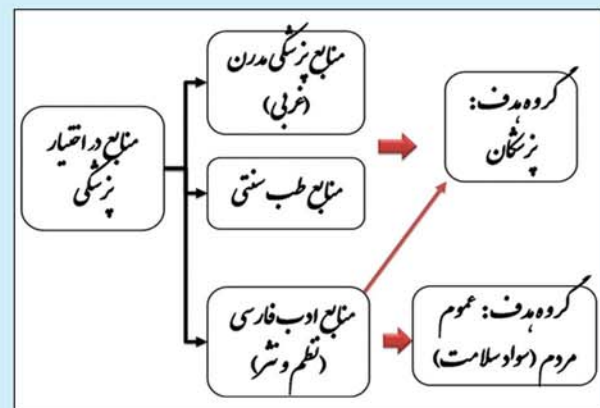 منابع در اختیار
پزشکی
منابع پزشکی مدرن
(غربی)
منابع طب سنتی
منابع ادب فارسی
(نظم و نثر)
گروه هدف:
پزشکان
گروه هدف: عموم
مردم (سواد سلامت)